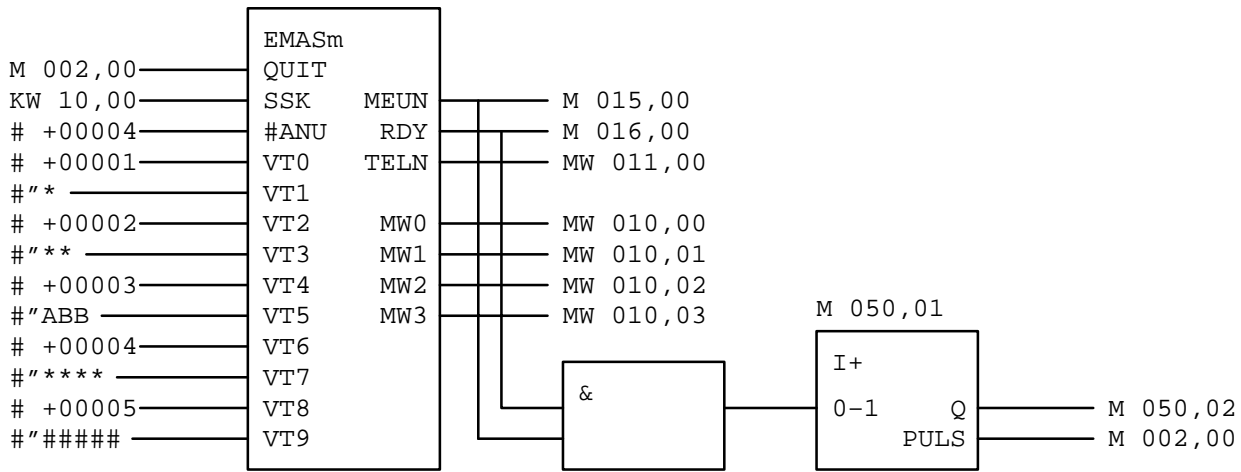 EMASm
M 002,00 QUIT
KW 10,00 SSK MEUN M 015,00
# +00004 #ANU RDY M 016,00
# +00001 VT0 TELN MW 011,00
#"* VT1
# +00002 VT2 MW0 MW 010,00
#"** VT3 MW1 MW 010,01
# +00003 VT4 MW2 MW 010,02
#"ABB VT5 MW3 MW 010,03
M 050,01
# +00004 VT6
I+
#"**** VT7
&
# +00005 VT8
0–1 Q M 050,02
#"##### VT9
PULS M 002,00